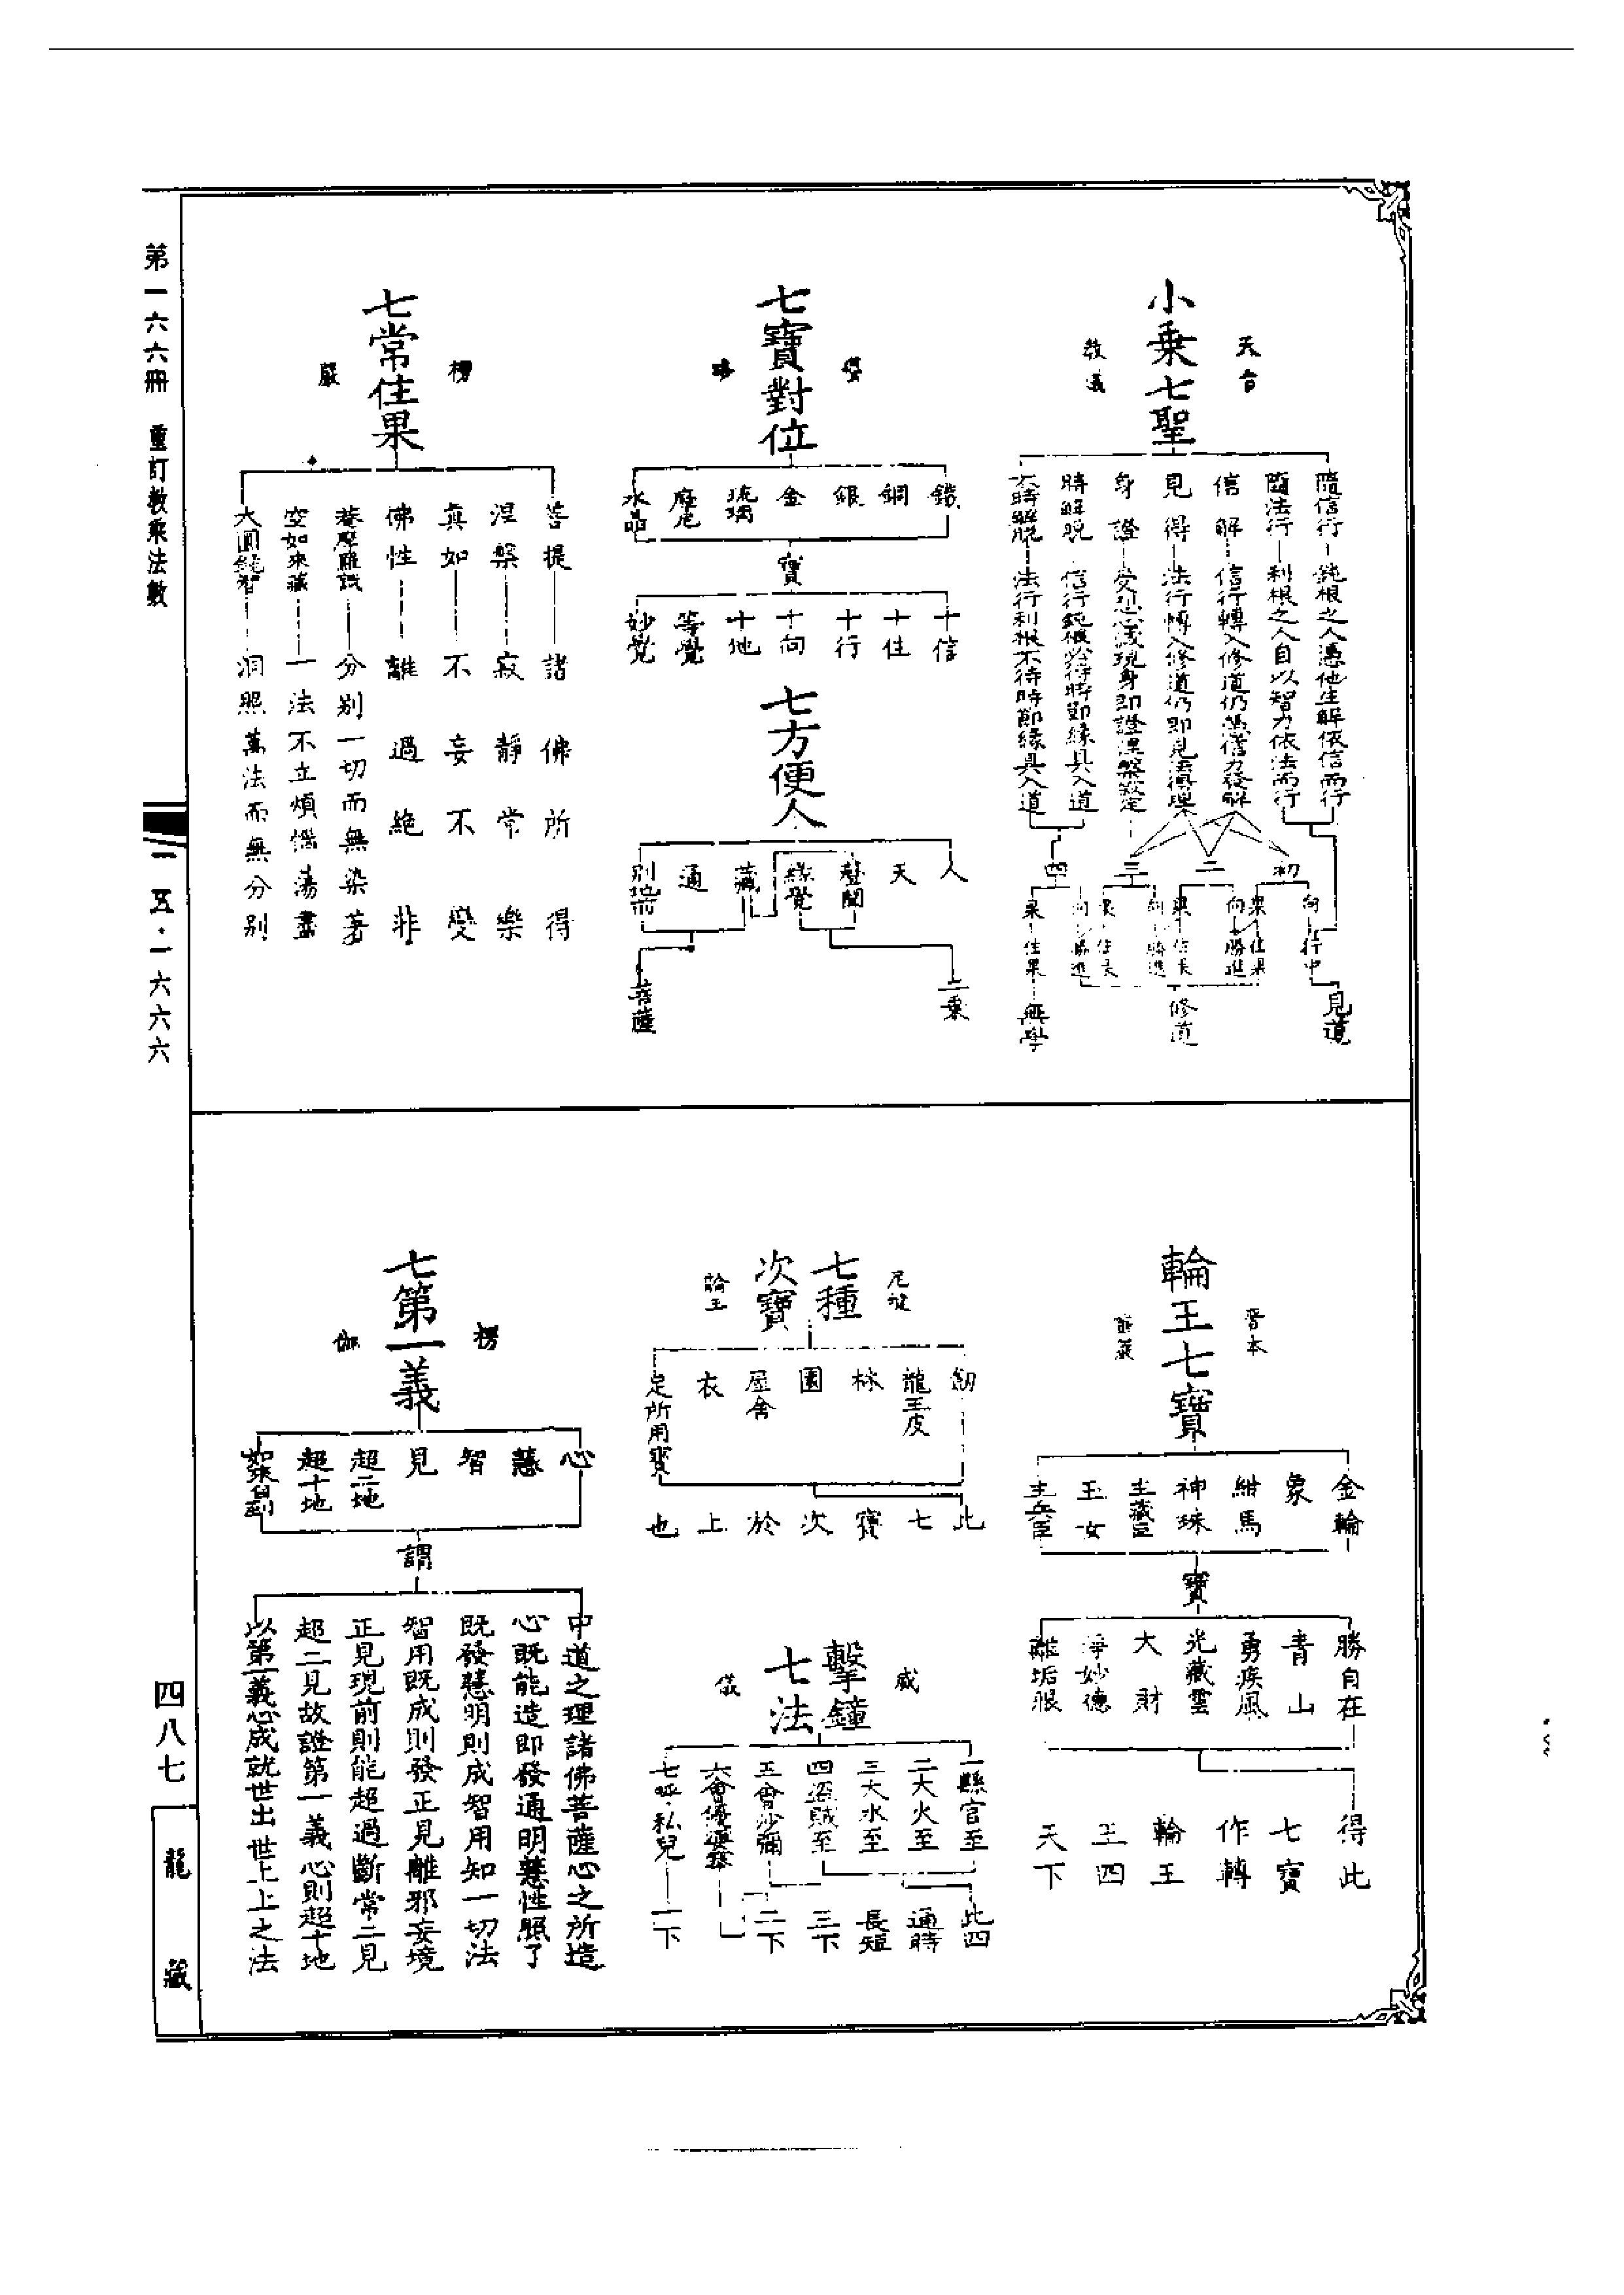 小乘七聖
天台
教儀
隨信行 鈍根之人憑他生解依信而行
隨法行 利根之人自以智力依法而行
信解 信行轉入修道仍憑信力發解
見得 法行轉入修道仍即見法得理
身證 受想滅現身即證涅槃寂定
時解脫 信行鈍根必待時節緣具入道
不時解脫 法行利根不待時節緣具入道
初
二
三
四
向 行中
果 住果
向 勝進
果 住果
向 勝進
果 住果
向 勝進
果 住果
見道
修道
無學
七寶對位
瓔
珞
鐵
銅
銀
金
琉璃
摩尼
水晶
寶
十信
十住
十行
十向
十地
等覺
妙覺
七方便人
人
天
聲聞
緣覺
藏
通
別
二乘
菩薩
七常住果
楞
嚴
菩提 諸佛所得
涅槃 寂靜常樂
真如 不妄不變
佛性 離過絶非
菴摩羅識 分別一切而無染著
空如來藏 一法不立煩惱蕩盡
大圓鏡智 洞照萬法而無分別
輪王七寶
晉本
華嚴
金輪
象
紺馬
神珠
主藏臣
玉女
主兵臣
寶
勝自在
青山
勇疾風
光藏雲
大財
淨妙德
離垢眼
得此
七寶
作轉
輪王
王四
天下
七種
次寶
尼犍
論王
劒
龍王皮
林
園
屋舍
衣
足所用寶
此七寶次於上也
擊鐘
七法
威
儀
一縣官至
二大火至
三大水至
四盜賊至
五會沙彌
六會優婆
七呼私兒
此四
通時
長短
三下
二下
一下
七第一義
楞
伽
心
慧
智
見
超二地
超十地
如來自到
謂
中道之理諸佛菩薩心之所造
心既能造即發通明慧性照了
既發慧明則成智用知一切法
智用既成則發正見離邪妄境
正見現前則能超過斷常二見
超二見故證第一義心則超十地
以第一義心成就世出世上上之法
第一六六冊 重訂教乘法數
一五·一六六六
四八七
龍藏